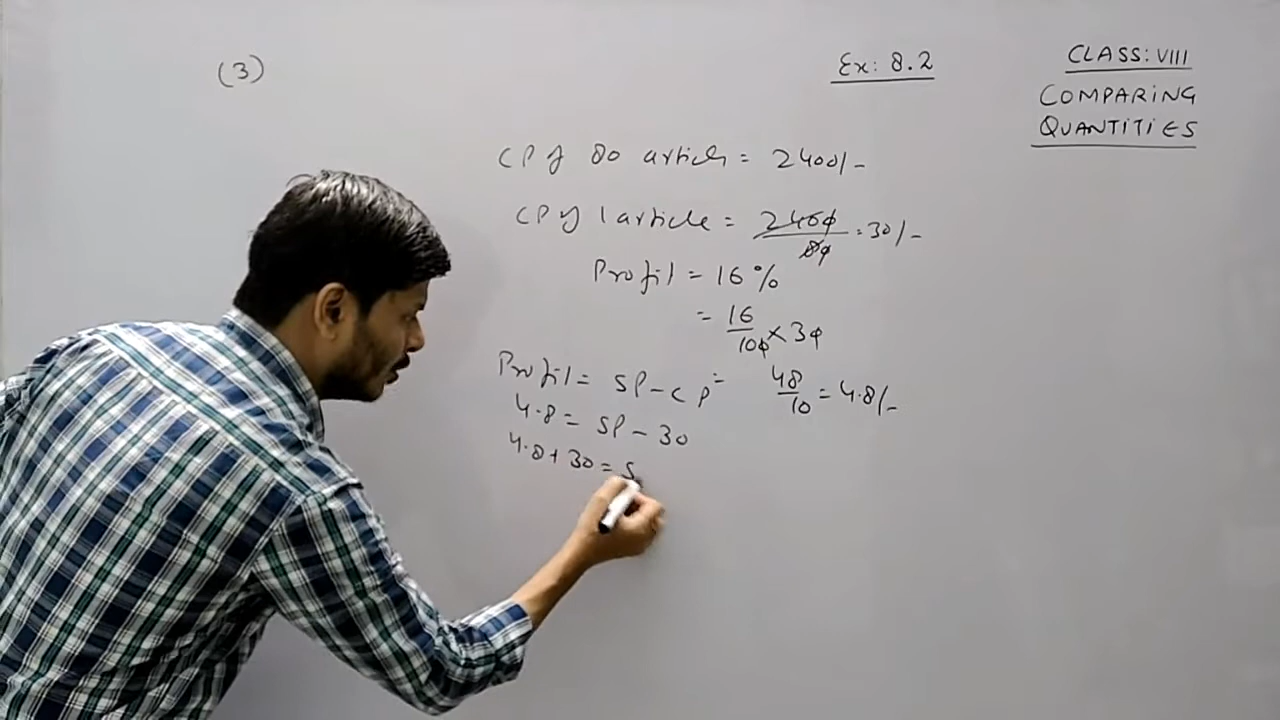 (3)
Ex: 8.2
CLASS: VIII
COMPARING
QUANTITIES
CP of 80 article = 2400/-
CP of 1 article = 2400/80 = 30/-
Profit = 16%
= 16/100 × 30
= 48/10 = 4.8/-
Profit = SP - CP
4.8 = SP - 30
4.8 + 30 = S